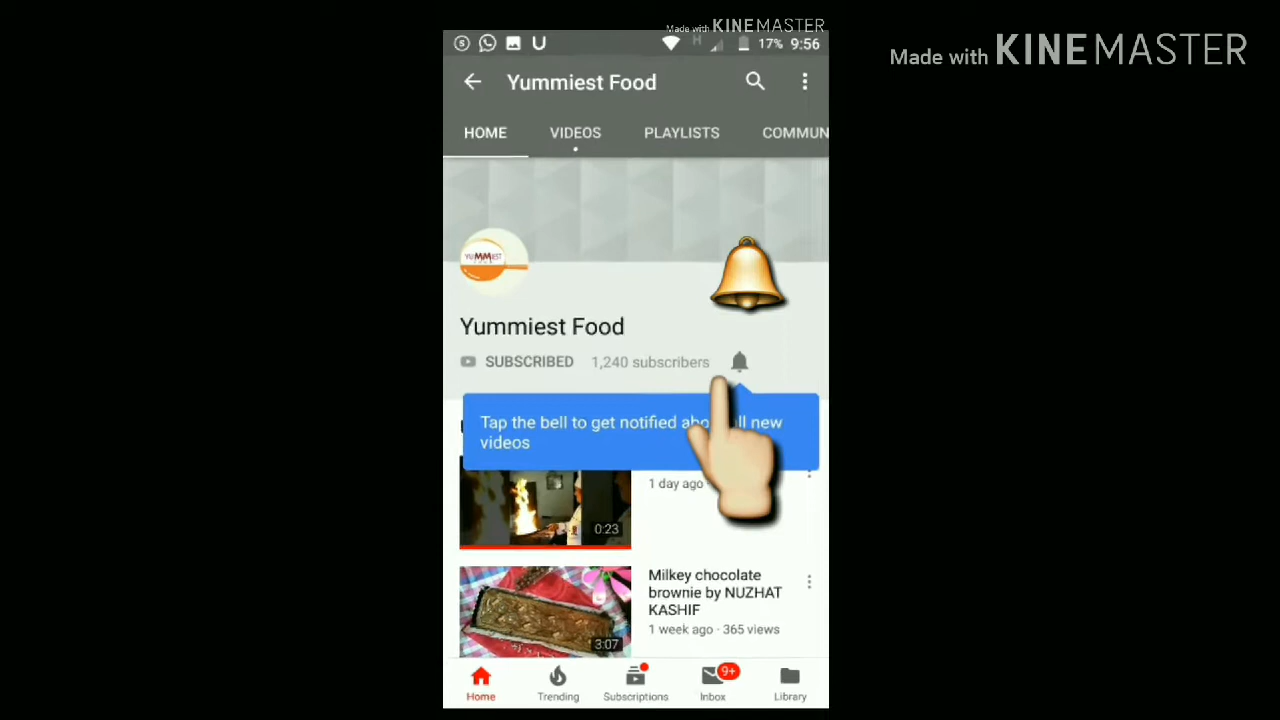 Made with KINEMASTER
Made with KINEMASTER
17% 9:56
Yummiest Food
HOME VIDEOS PLAYLISTS COMMUN
YUMMIEST
Yummiest Food
SUBSCRIBED 1,240 subscribers
Tap the bell to get notified new
videos
1 day ago
0:23
Milkey chocolate
brownie by NUZHAT
KASHIF
1 week ago · 365 views
3:07
9+
Home Trending Subscriptions Inbox Library